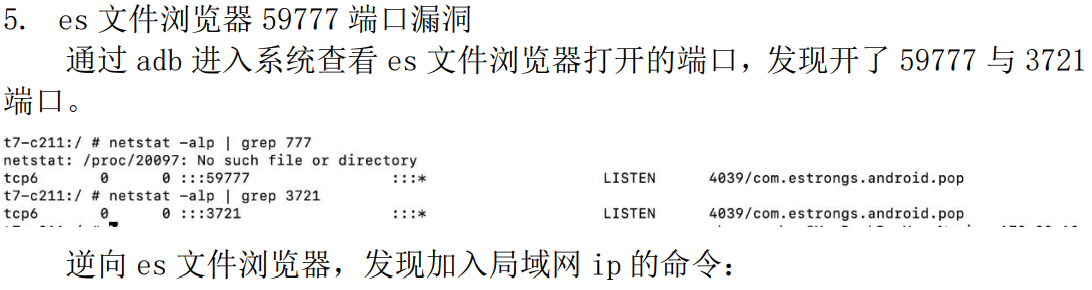 5. es 文件浏览器 59777 端口漏洞
通过 adb 进入系统查看 es 文件浏览器打开的端口，发现开了 59777 与 3721
端口。
t7-c211:/ # netstat -alp | grep 777
netstat: /proc/20097: No such file or directory
tcp6 0 0 :::59777 :::* LISTEN 4039/com.estrongs.android.pop
t7-c211:/ # netstat -alp | grep 3721
tcp6 0 0 :::3721 :::* LISTEN 4039/com.estrongs.android.pop
逆向 es 文件浏览器，发现加入局域网 ip 的命令：